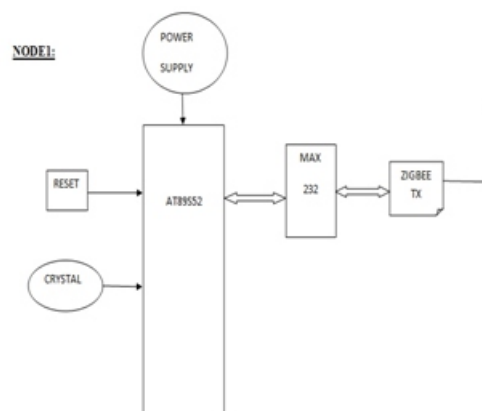 NODE1:
POWER
SUPPLY
RESET
AT89S52
MAX
232
ZIGBEE
TX
CRYSTAL